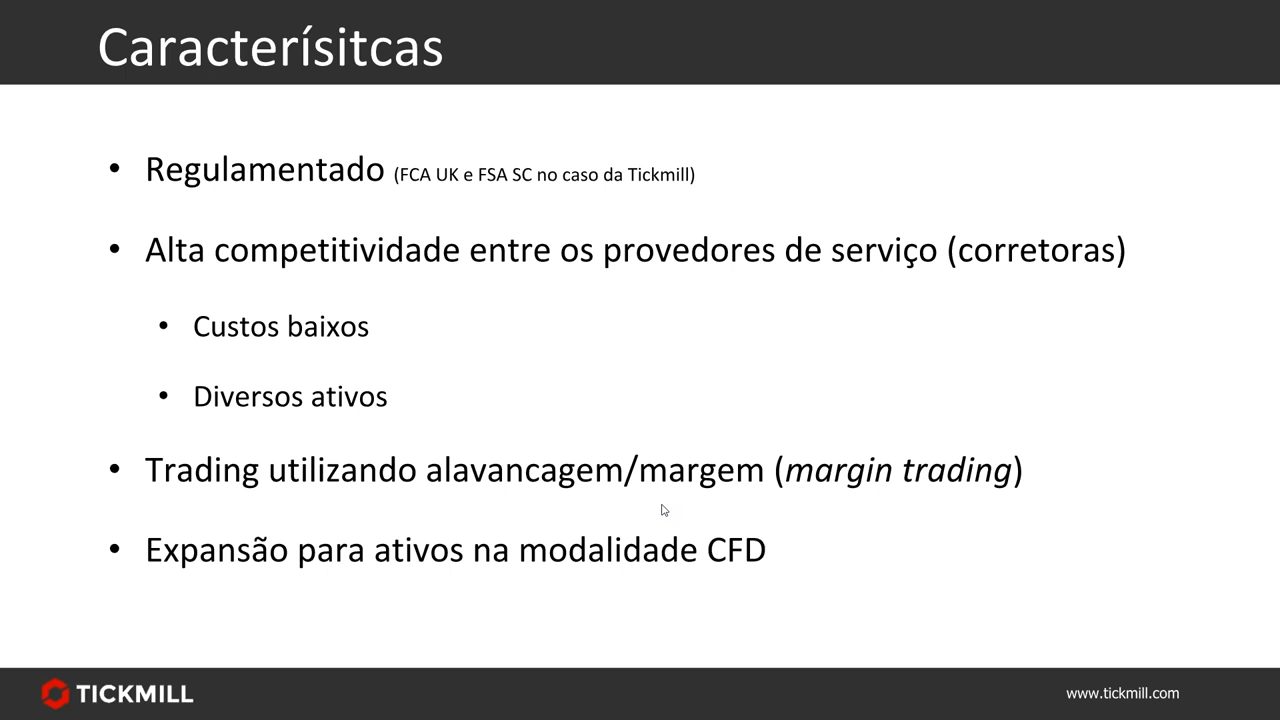 Caracterísitcas
• Regulamentado (FCA UK e FSA SC no caso da Tickmill)
• Alta competitividade entre os provedores de serviço (corretoras)
• Custos baixos
• Diversos ativos
• Trading utilizando alavancagem/margem (margin trading)
• Expansão para ativos na modalidade CFD
TICKMILL
www.tickmill.com